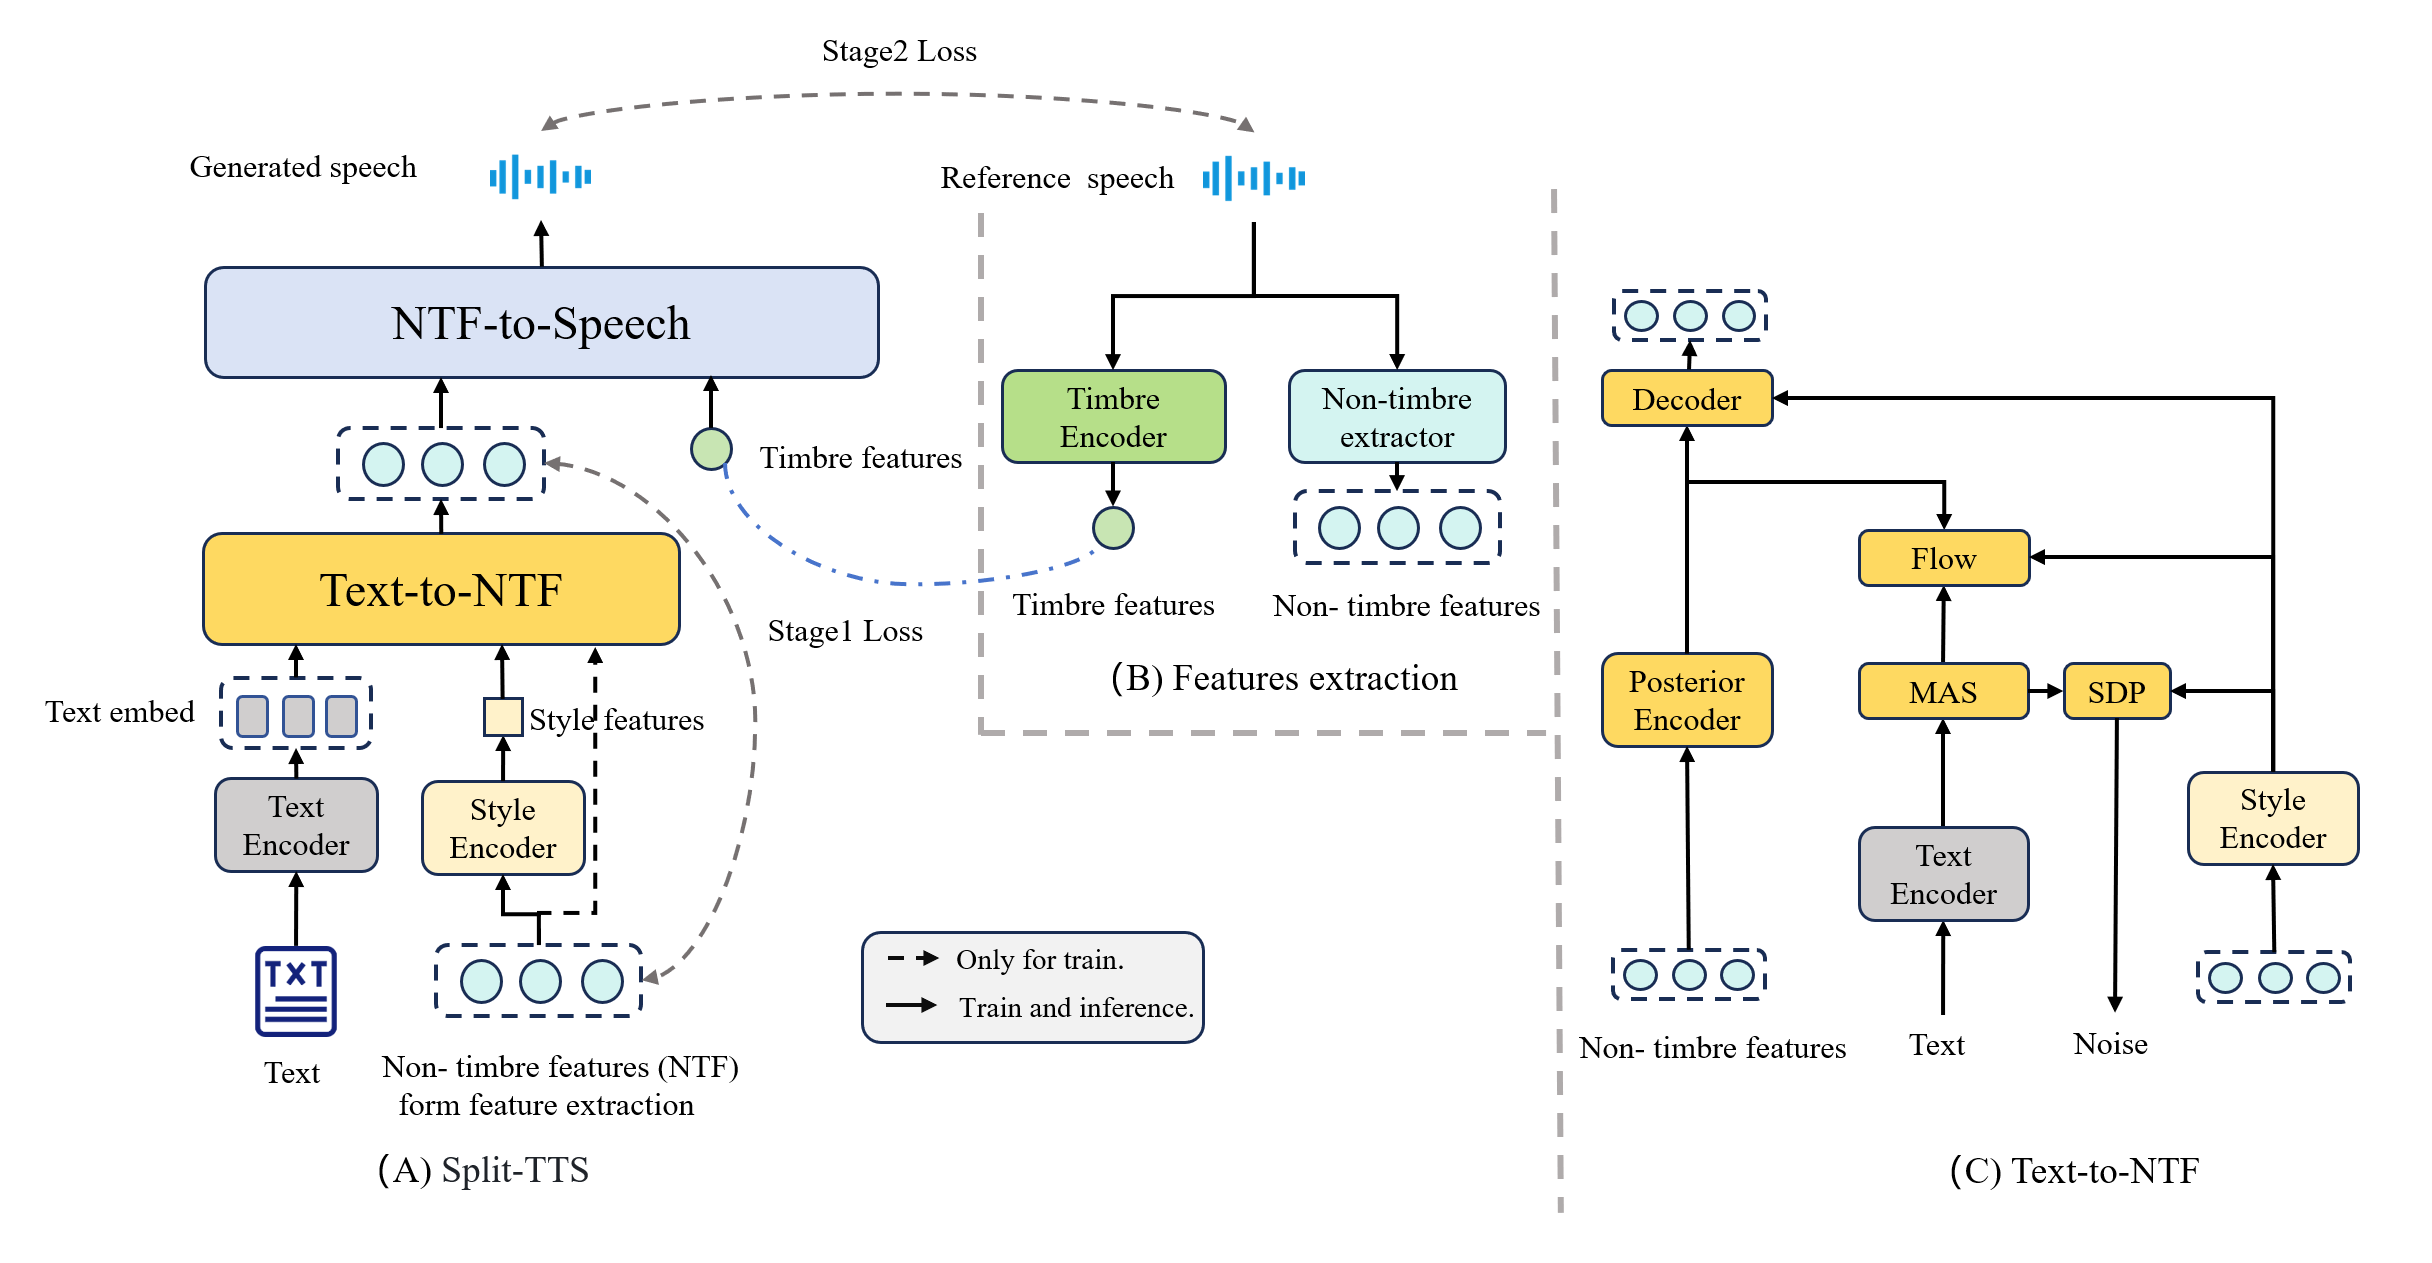 Stage2 Loss
Generated speech
Reference speech
NTF-to-Speech
Timbre features
Text-to-NTF
Stage1 Loss
Text embed
Style features
Text
Encoder
Style
Encoder
TXT
Text
Non- timbre features (NTF)
form feature extraction
(A) Split-TTS
Timbre
Encoder
Non-timbre
extractor
Timbre features
Non- timbre features
(B) Features extraction
Only for train.
Train and inference.
Decoder
Flow
Posterior
Encoder
MAS
SDP
Style
Encoder
Text
Encoder
Non- timbre features
Text
Noise
(C) Text-to-NTF